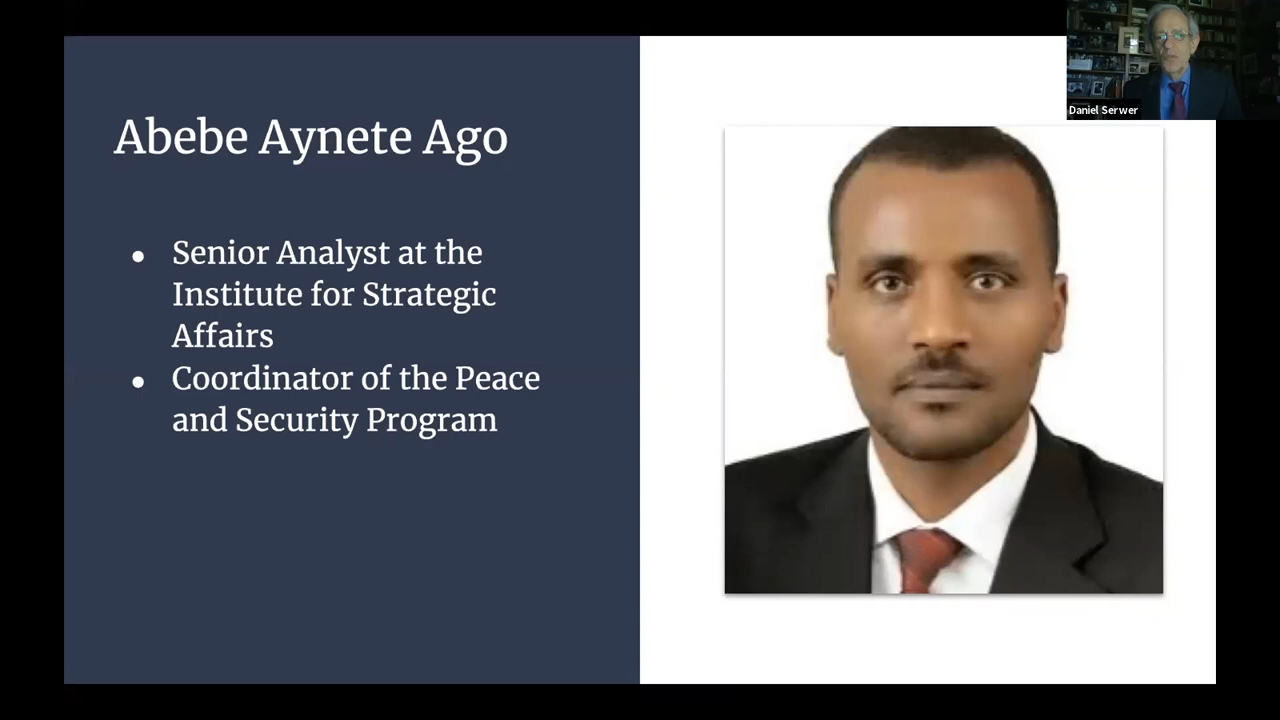 Abebe Aynete Ago
● Senior Analyst at the
Institute for Strategic
Affairs
● Coordinator of the Peace
and Security Program
Daniel Serwer